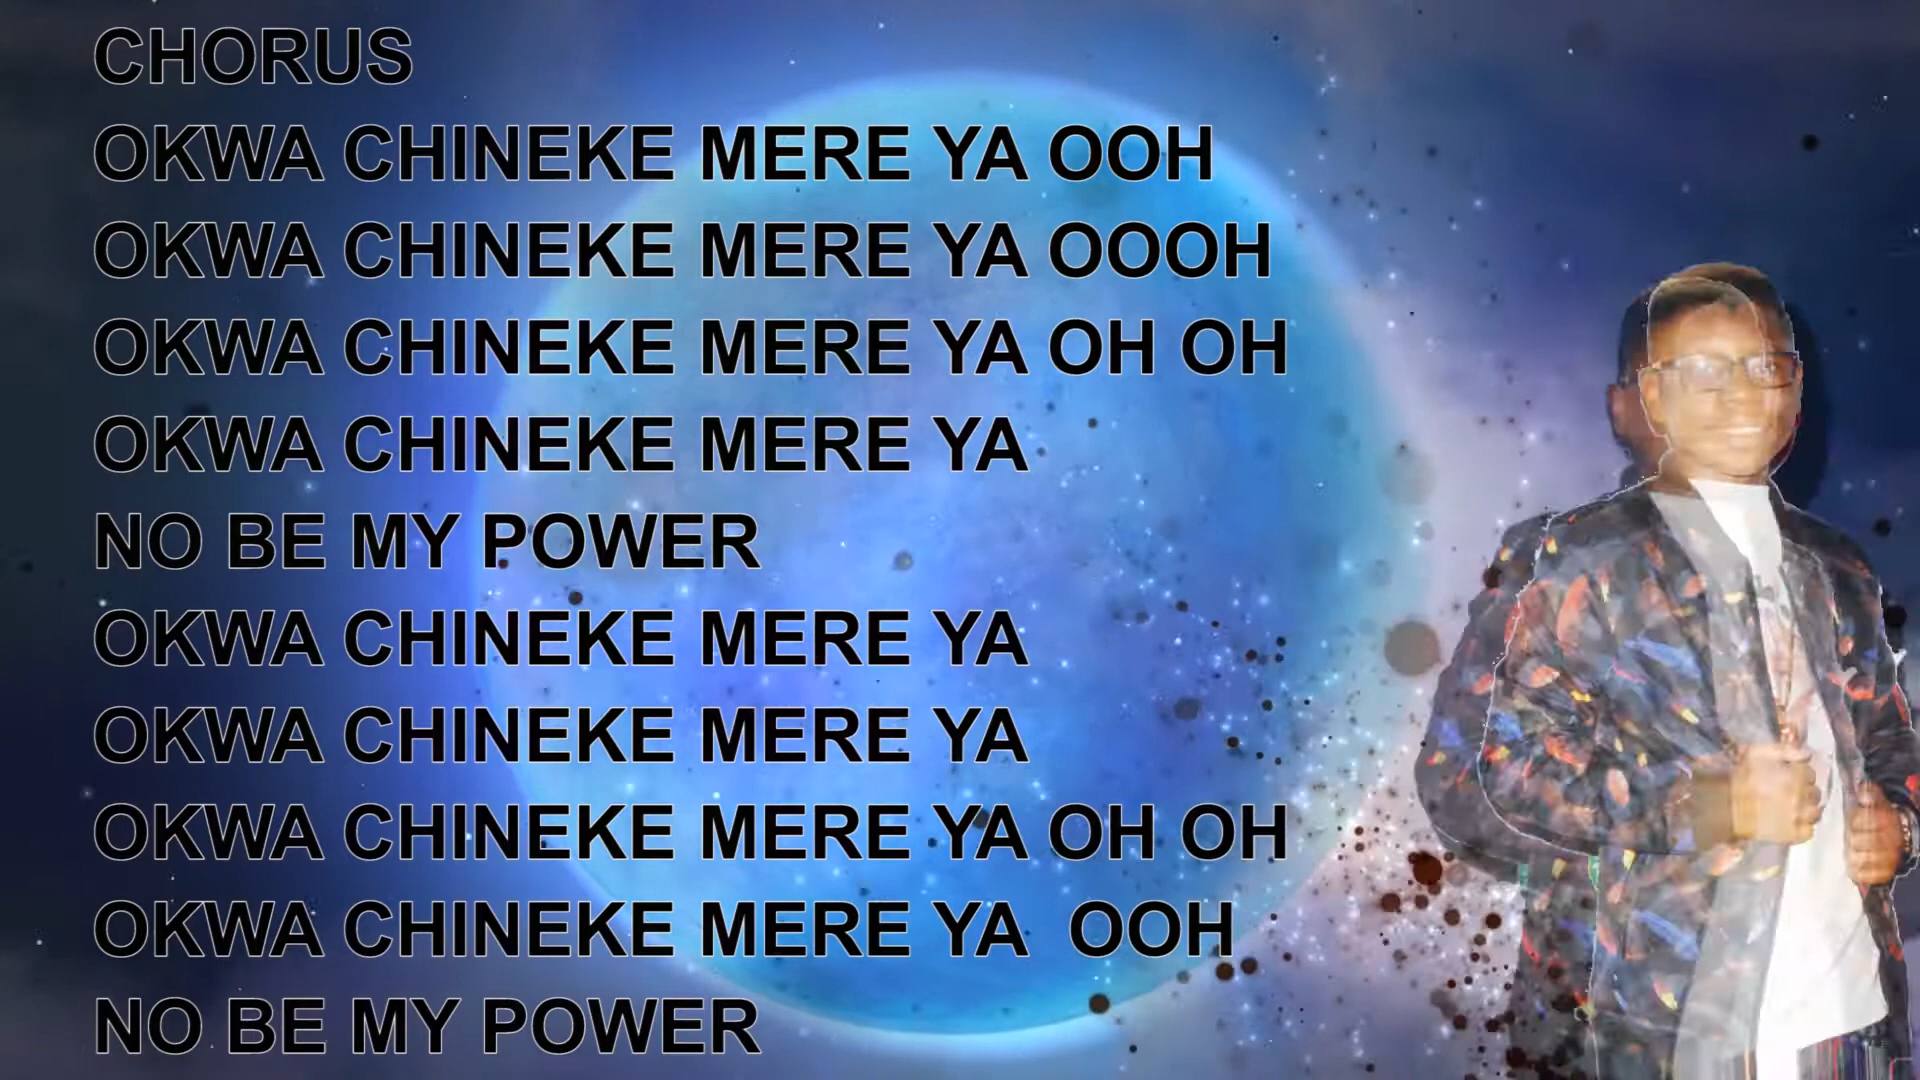 CHORUS
OKWA CHINEKE MERE YA OOH
OKWA CHINEKE MERE YA OOOH
OKWA CHINEKE MERE YA OH OH
OKWA CHINEKE MERE YA
NO BE MY POWER
OKWA CHINEKE MERE YA
OKWA CHINEKE MERE YA
OKWA CHINEKE MERE YA OH OH
OKWA CHINEKE MERE YA  OOH
NO BE MY POWER